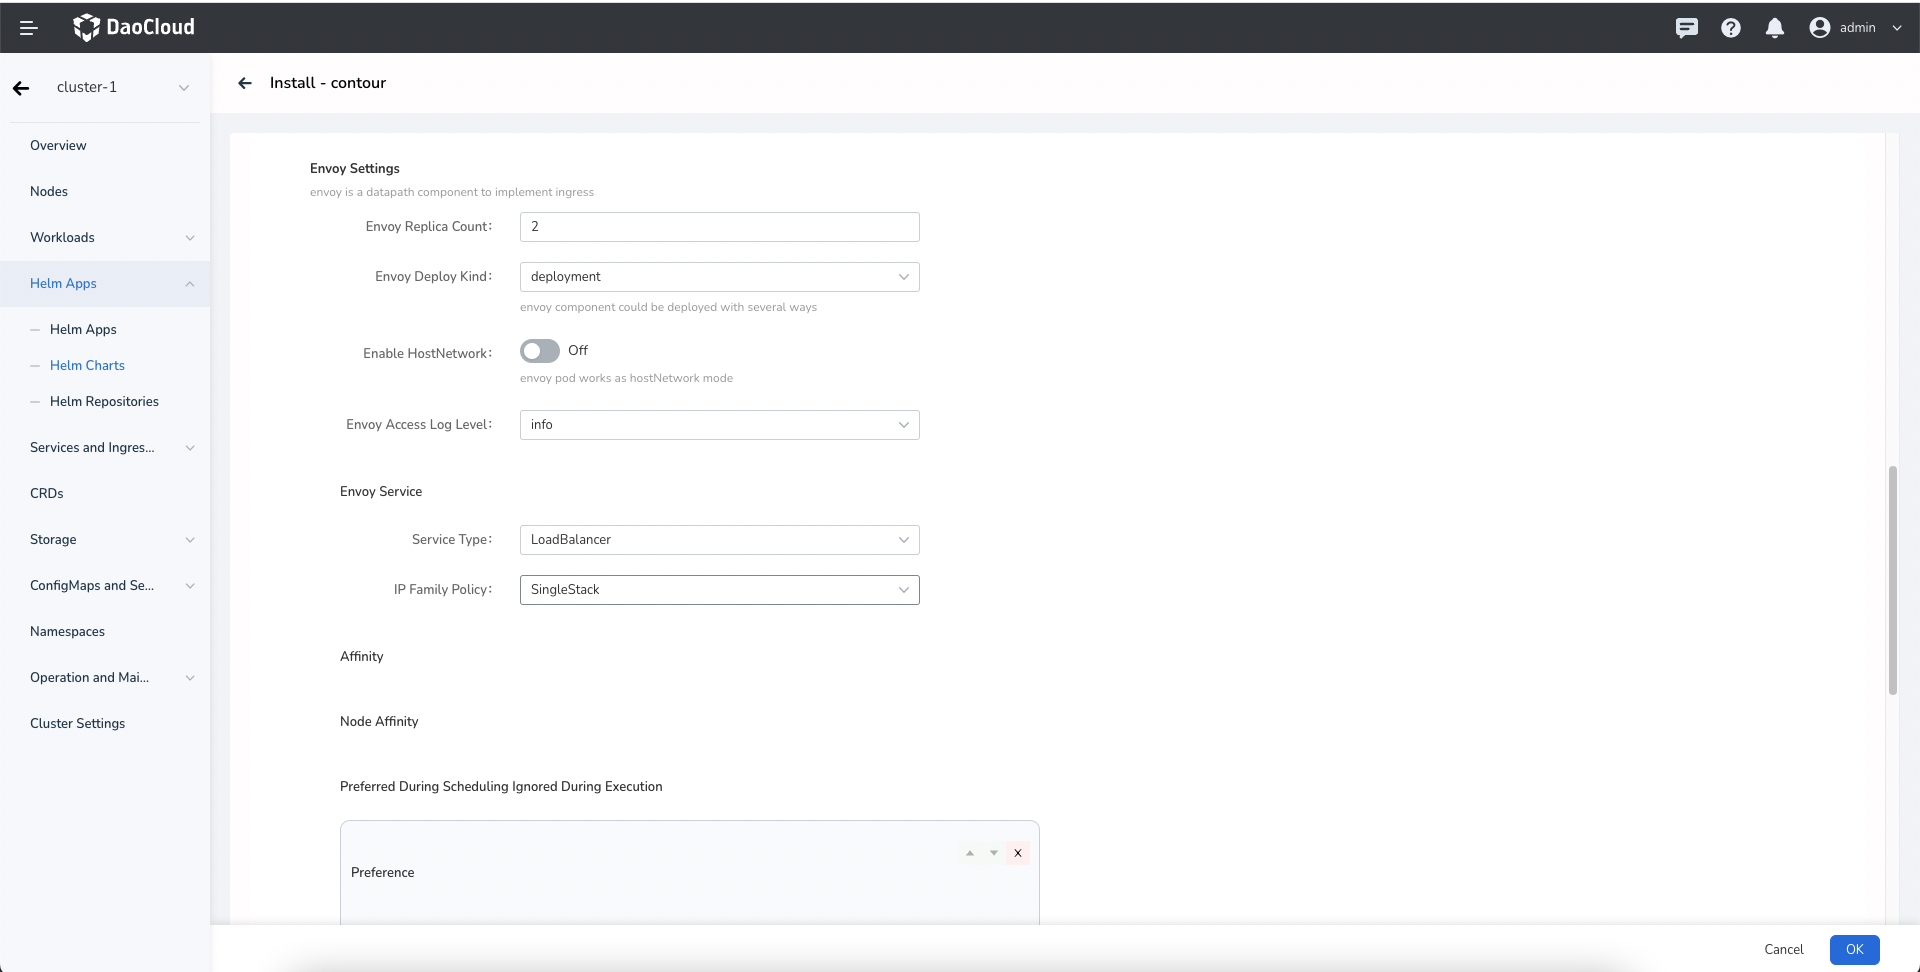 DaoCloud
admin
cluster-1
Install - contour
Overview
Nodes
Workloads
Helm Apps
Helm Apps
Helm Charts
Helm Repositories
Services and Ingres...
CRDs
Storage
ConfigMaps and Se...
Namespaces
Operation and Mai...
Cluster Settings
Envoy Settings
envoy is a datapath component to implement ingress
Envoy Replica Count: 2
Envoy Deploy Kind: deployment
envoy component could be deployed with several ways
Enable HostNetwork: Off
envoy pod works as hostNetwork mode
Envoy Access Log Level: info
Envoy Service
Service Type: LoadBalancer
IP Family Policy: SingleStack
Affinity
Node Affinity
Preferred During Scheduling Ignored During Execution
X
Preference
Cancel OK